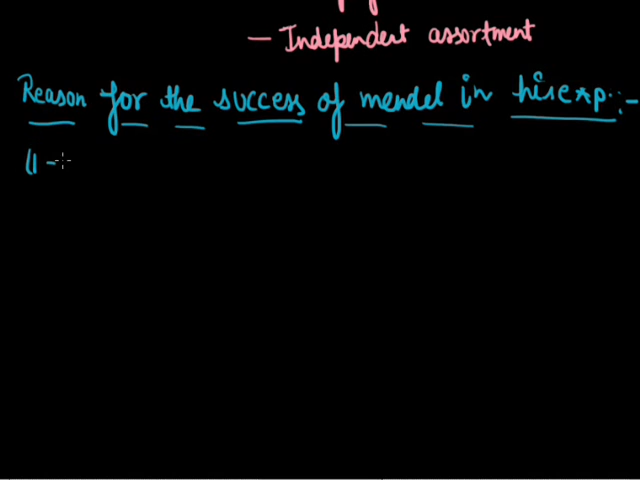 — Independent assortment
Reason for the success of mendel in his exp.:-
(1 -